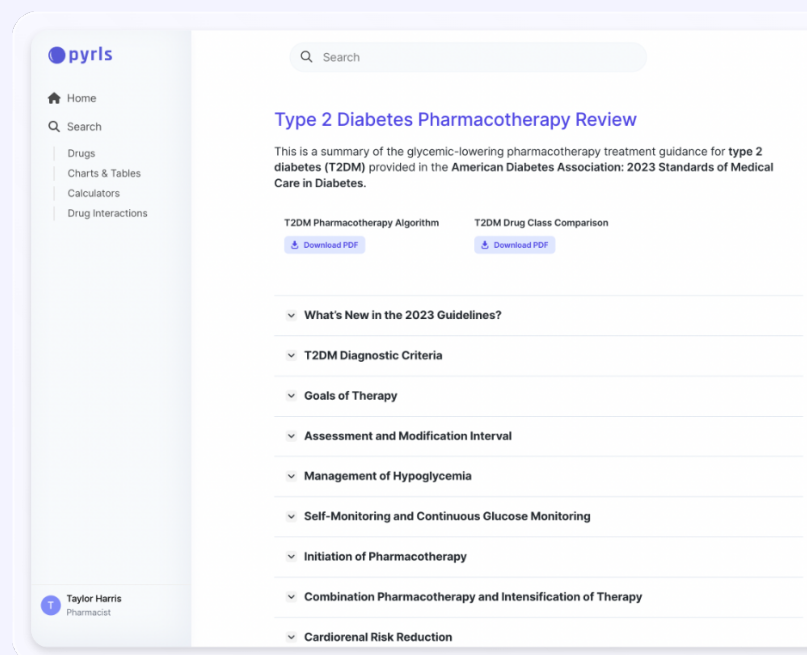 pyrls
Home
Search
Drugs
Charts & Tables
Calculators
Drug Interactions
T
Taylor Harris
Pharmacist
Search
Type 2 Diabetes Pharmacotherapy Review
This is a summary of the glycemic-lowering pharmacotherapy treatment guidance for type 2
diabetes (T2DM) provided in the American Diabetes Association: 2023 Standards of Medical
Care in Diabetes.
T2DM Pharmacotherapy Algorithm
Download PDF
T2DM Drug Class Comparison
Download PDF
What's New in the 2023 Guidelines?
T2DM Diagnostic Criteria
Goals of Therapy
Assessment and Modification Interval
Management of Hypoglycemia
Self-Monitoring and Continuous Glucose Monitoring
Initiation of Pharmacotherapy
Combination Pharmacotherapy and Intensification of Therapy
Cardiorenal Risk Reduction